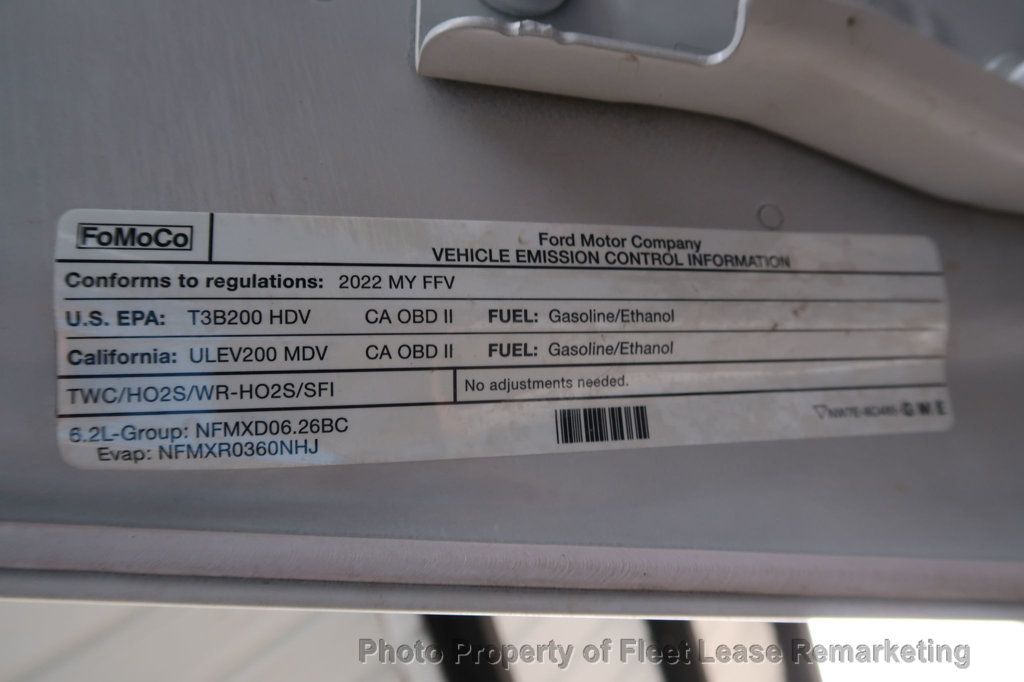 FoMoCo
Ford Motor Company
VEHICLE EMISSION CONTROL INFORMATION
Conforms to regulations: 2022 MY FFV
U.S. EPA: T3B200 HDV CA OBD II FUEL: Gasoline/Ethanol
California: ULEV200 MDV CA OBD II FUEL: Gasoline/Ethanol
TWC/HO2S/WR-HO2S/SFI No adjustments needed.
6.2L-Group: NFMXD06.26BC
Evap: NFMXR0360NHJ
Photo Property of Fleet Lease Remarketing